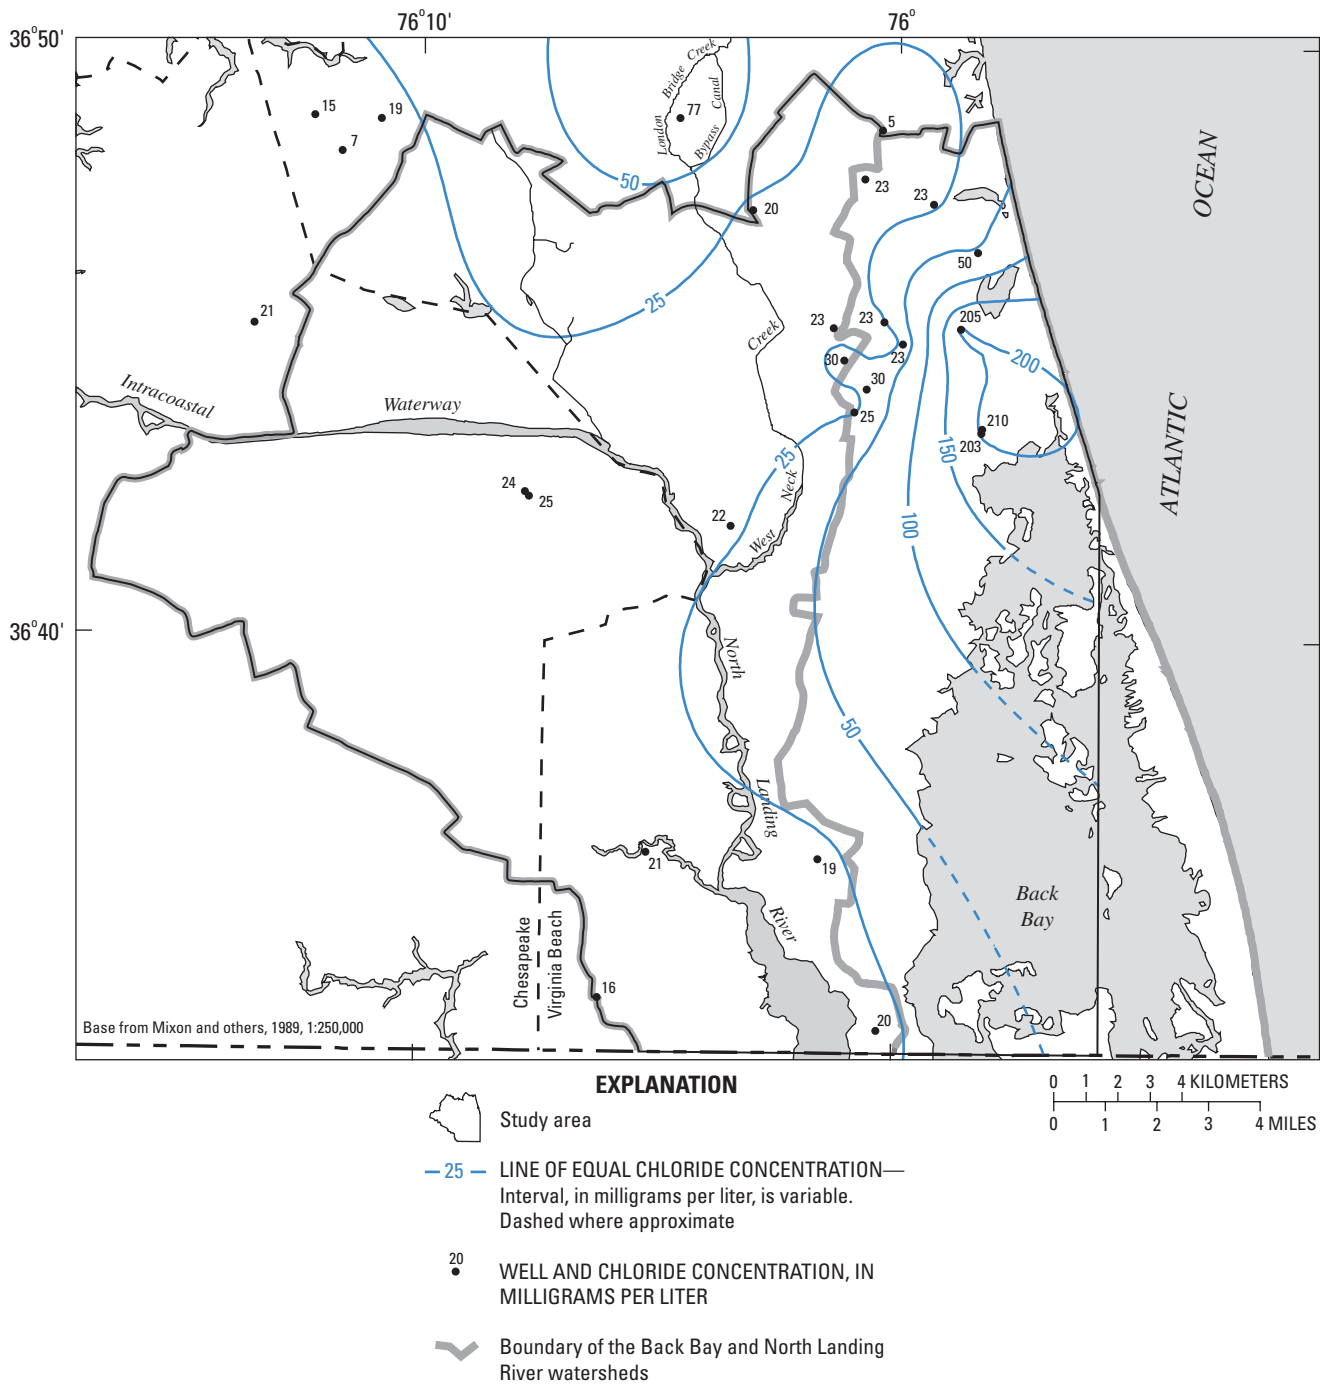 76°10'
76°
36°50'
London
Bridge
Creek
Bypass
Canal
15
19
7
77
5
50
20
23
23
OCEAN
50
25
21
23
23
205
23
Creek
30
200
Intracoastal
Waterway
30
25
210
203
ATLANTIC
25
150
24
25
22
Neck
West
100
36°40'
North
50
Landing
21
19
Back
Bay
River
Chesapeake
Virginia Beach
16
20
Base from Mixon and others, 1989, 1:250,000
EXPLANATION
0 1 2 3 4 KILOMETERS
0 1 2 3 4 MILES
Study area
25
LINE OF EQUAL CHLORIDE CONCENTRATION—
Interval, in milligrams per liter, is variable.
Dashed where approximate
20
WELL AND CHLORIDE CONCENTRATION, IN
MILLIGRAMS PER LITER
Boundary of the Back Bay and North Landing
River watersheds